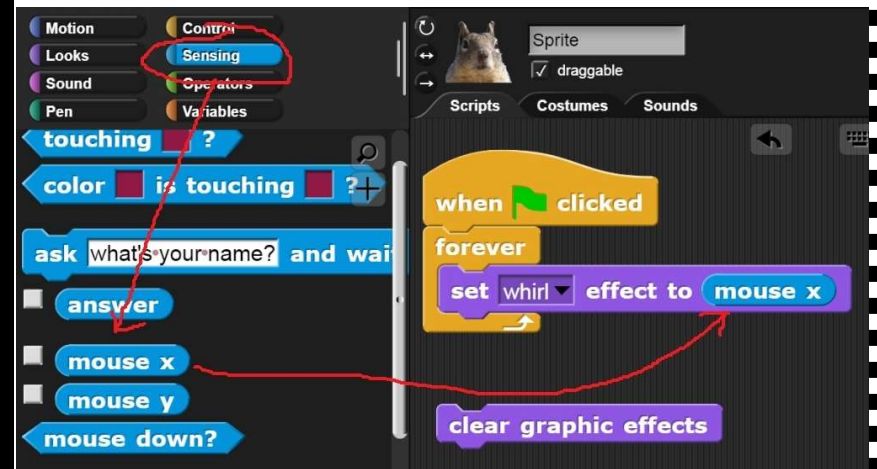 Motion Control
Looks Sensing
Sound Operators
Pen Variables
touching ?
color is touching ?
ask what's your name? and wai
answer
mouse x
mouse y
mouse down?
Sprite
draggable
Scripts Costumes Sounds
when clicked
forever
set whirl effect to mouse x
clear graphic effects